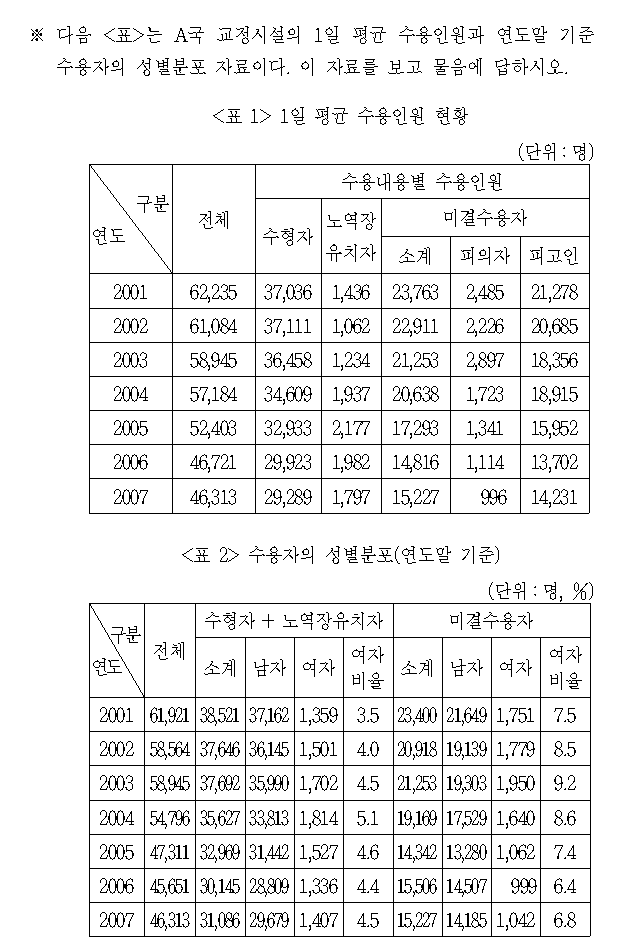 ※ 다음 <표>는 A국 교정시설의 1일 평균 수용인원과 연도말 기준
수용자의 성별분포 자료이다. 이 자료를 보고 물음에 답하시오.
<표 1> 1일 평균 수용인원 현황
(단위 : 명)
구분 연도 전체 수용내용별 수용인원
수형자 노역장 유치자 미결수용자
소계 피의자 피고인
2001 62,235 37,036 1,436 23,763 2,485 21,278
2002 61,084 37,111 1,062 22,911 2,226 20,685
2003 58,945 36,458 1,234 21,253 2,897 18,356
2004 57,184 34,609 1,937 20,638 1,723 18,915
2005 52,403 32,933 2,177 17,293 1,341 15,952
2006 46,721 29,923 1,982 14,816 1,114 13,702
2007 46,313 29,289 1,797 15,227 996 14,231
<표 2> 수용자의 성별분포(연도말 기준)
(단위 : 명, %)
구분 연도 전체 수형자 + 노역장유치자 미결수용자
소계 남자 여자 여자 비율 소계 남자 여자 여자 비율
2001 61,921 38,521 37,162 1,359 3.5 23,400 21,649 1,751 7.5
2002 58,564 37,646 36,145 1,501 4.0 20,918 19,139 1,779 8.5
2003 58,945 37,692 35,990 1,702 4.5 21,253 19,303 1,950 9.2
2004 54,796 35,627 33,813 1,814 5.1 19,169 17,529 1,640 8.6
2005 47,311 32,969 31,442 1,527 4.6 14,342 13,280 1,062 7.4
2006 45,651 30,145 28,809 1,336 4.4 15,506 14,507 999 6.4
2007 46,313 31,086 29,679 1,407 4.5 15,227 14,185 1,042 6.8